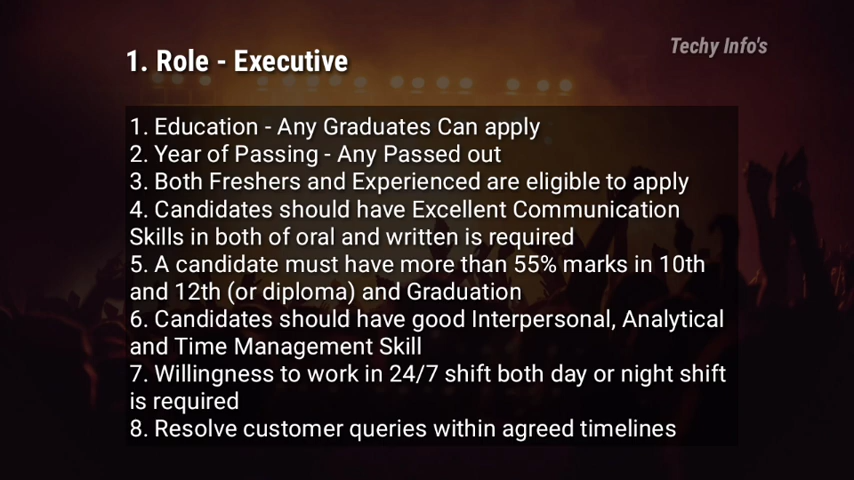 Techy Info's
1. Role - Executive
1. Education - Any Graduates Can apply
2. Year of Passing - Any Passed out
3. Both Freshers and Experienced are eligible to apply
4. Candidates should have Excellent Communication
Skills in both of oral and written is required
5. A candidate must have more than 55% marks in 10th
and 12th (or diploma) and Graduation
6. Candidates should have good Interpersonal, Analytical
and Time Management Skill
7. Willingness to work in 24/7 shift both day or night shift
is required
8. Resolve customer queries within agreed timelines